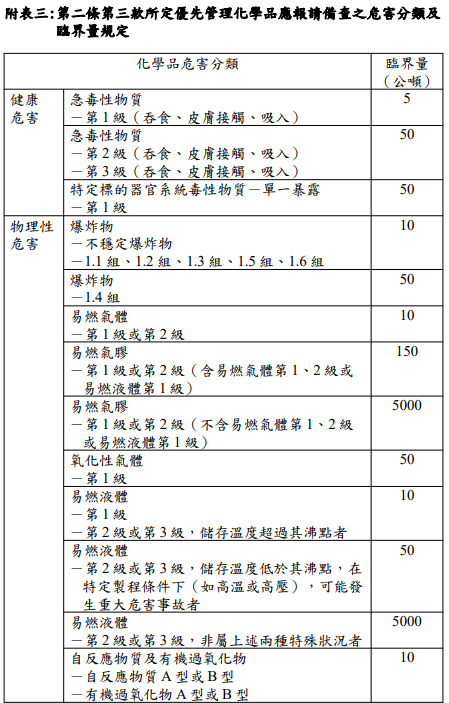 附表三：第二條第三款所定優先管理化學品應報請備查之危害分類及
臨界量規定
化學品危害分類
臨界量
（公噸）
健康
危害
急毒性物質
－第1級（吞食、皮膚接觸、吸入）
5
急毒性物質
－第2級（吞食、皮膚接觸、吸入）
－第3級（吞食、皮膚接觸、吸入）
50
特定標的器官系統毒性物質－單一暴露
－第1級
50
物理性
危害
爆炸物
－不穩定爆炸物
－1.1組、1.2組、1.3組、1.5組、1.6組
10
爆炸物
－1.4組
50
易燃氣體
－第1級或第2級
10
易燃氣膠
－第1級或第2級（含易燃氣體第1、2級或
易燃液體第1級）
150
易燃氣膠
－第1級或第2級（不含易燃氣體第1、2級
或易燃液體第1級）
5000
氧化性氣體
－第1級
50
易燃液體
－第1級
－第2級或第3級，儲存溫度超過其沸點者
10
易燃液體
－第2級或第3級，儲存溫度低於其沸點，在
特定製程條件下（如高溫或高壓），可能發
生重大危害事故者
50
易燃液體
－第2級或第3級，非屬上述兩種特殊狀況者
5000
自反應物質及有機過氧化物
－自反應物質A型或B型
－有機過氧化物A型或B型
10